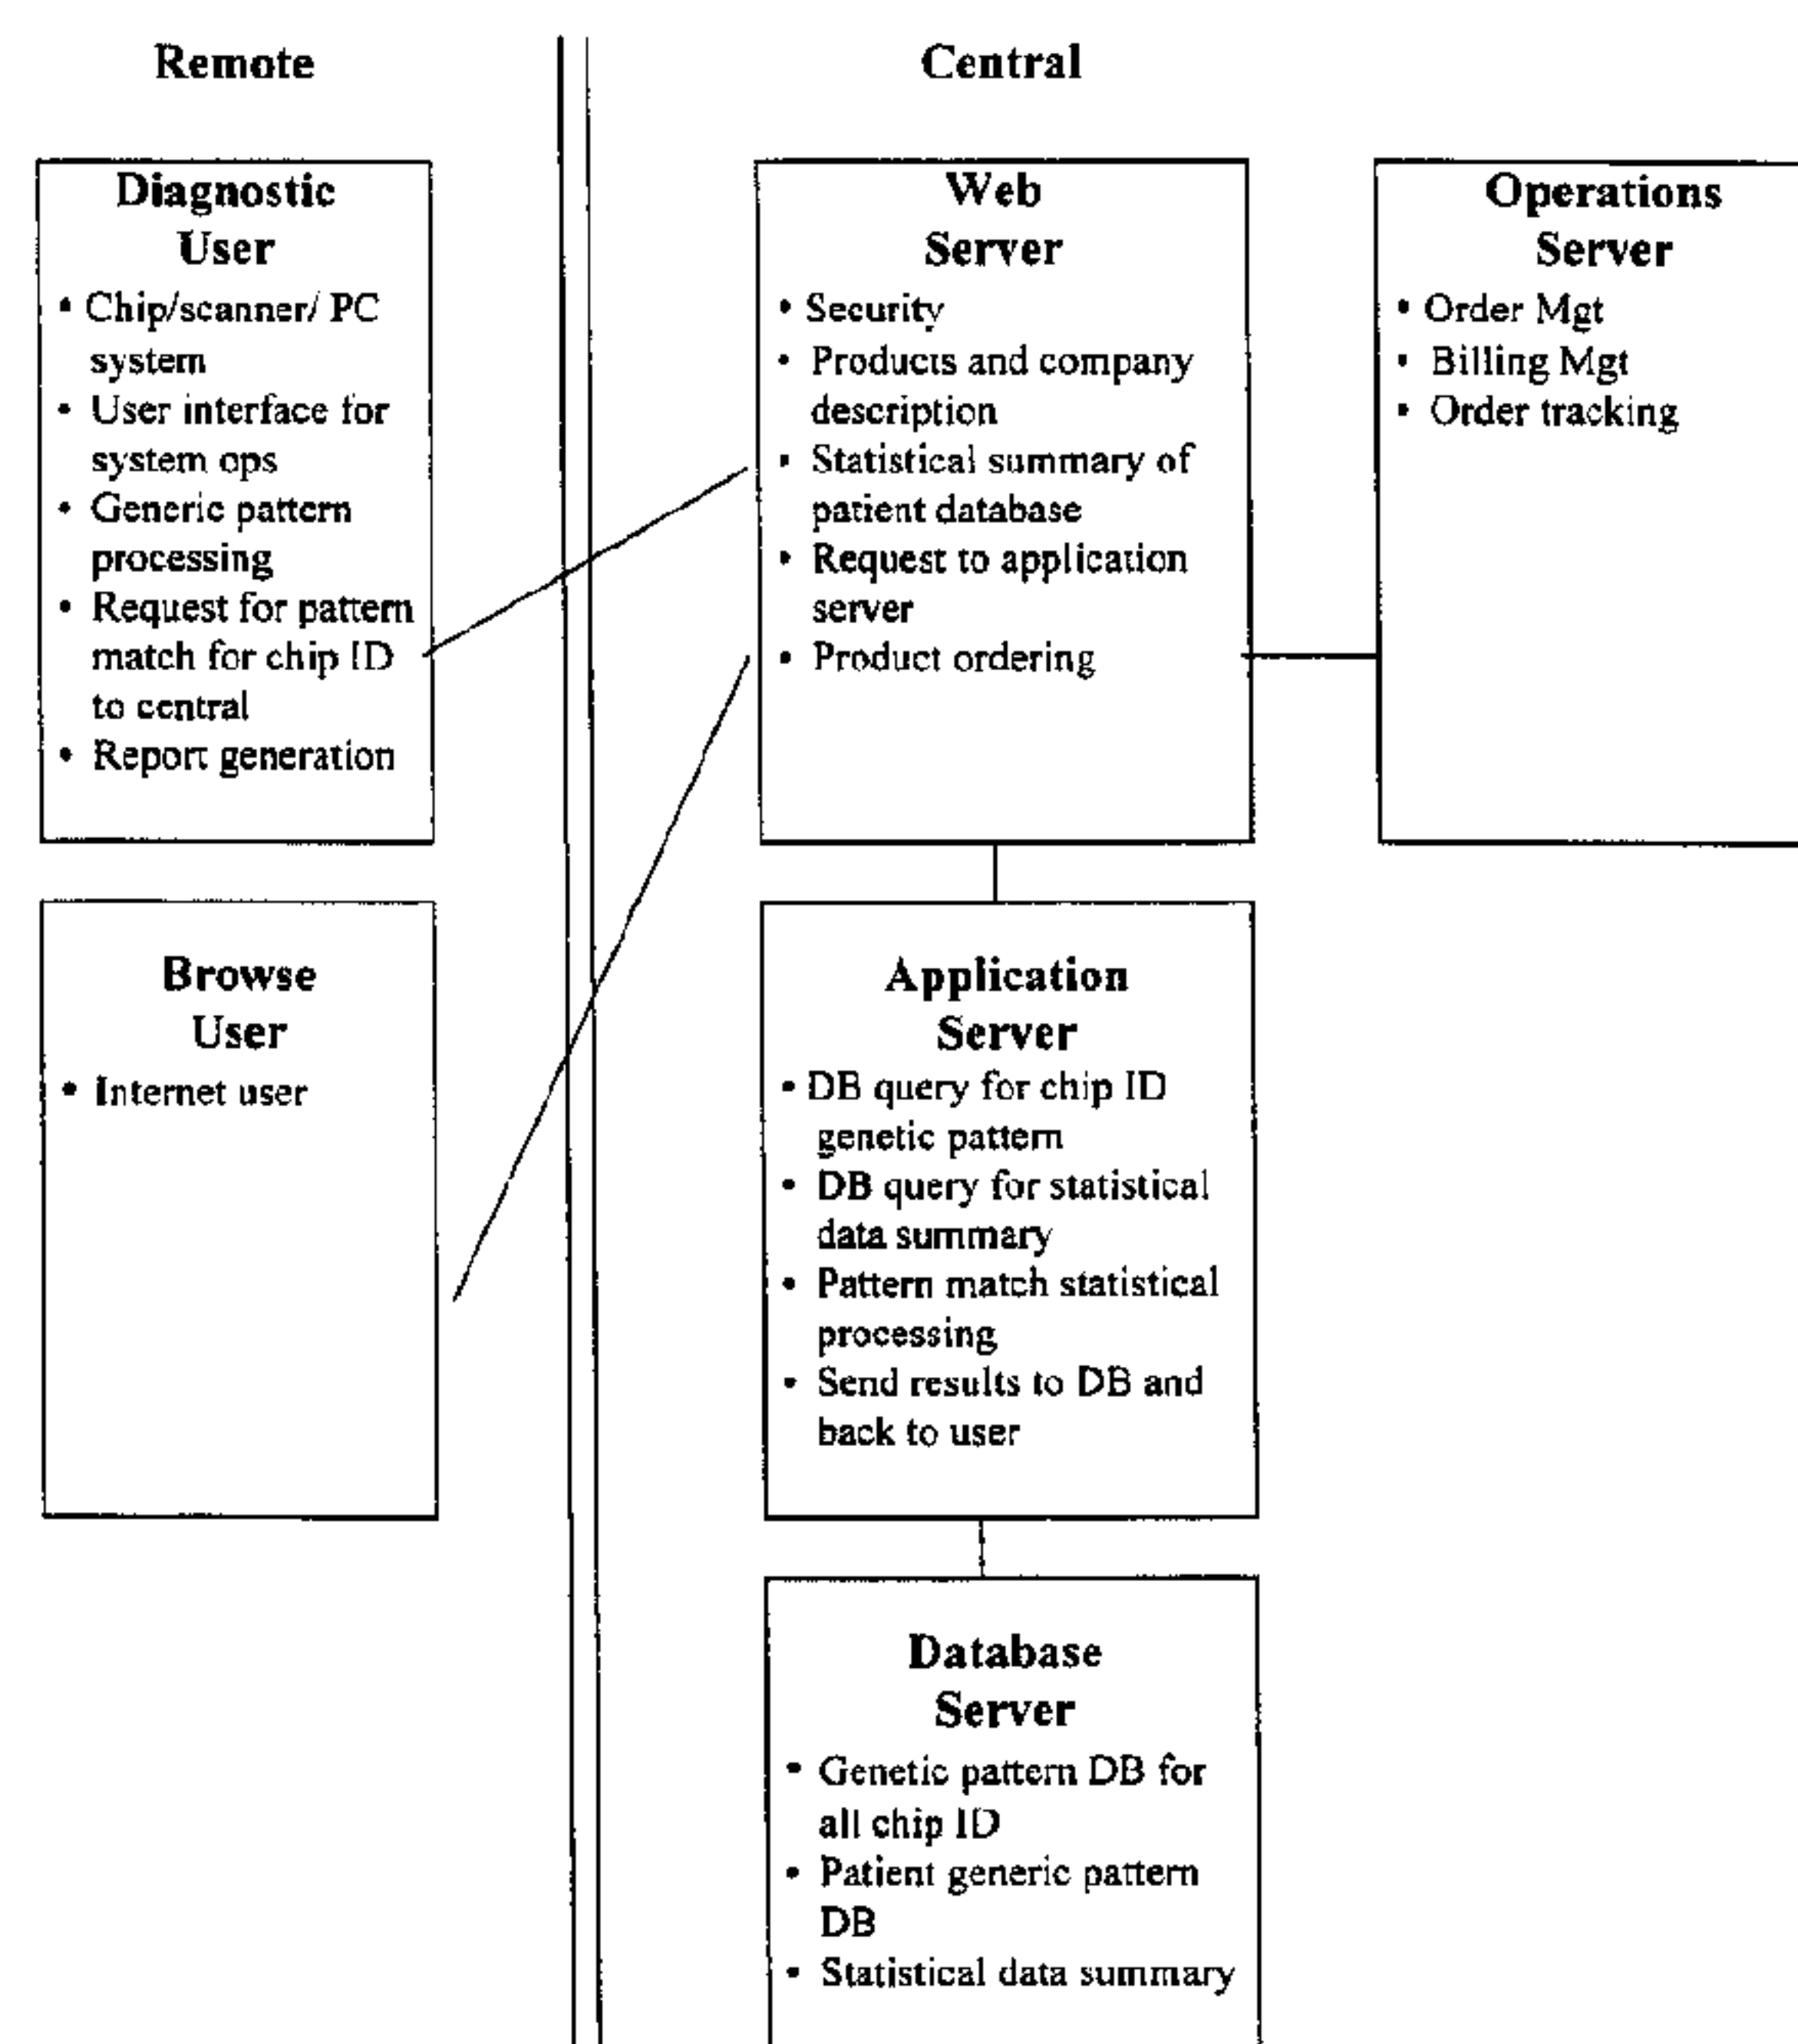 Remote
Central
Diagnostic
User
• Chip/scanner/ PC
system
• User interface for
system ops
• Generic pattern
processing
• Request for pattern
match for chip ID
to central
• Report generation
Web
Server
• Security
• Products and company
description
• Statistical summary of
patient database
• Request to application
server
• Product ordering
Operations
Server
• Order Mgt
• Billing Mgt
• Order tracking
Browse
User
• Internet user
Application
Server
• DB query for chip ID
genetic pattern
• DB query for statistical
data summary
• Pattern match statistical
processing
• Send results to DB and
back to user
Database
Server
• Genetic pattern DB for
all chip ID
• Patient generic pattern
DB
• Statistical data summary